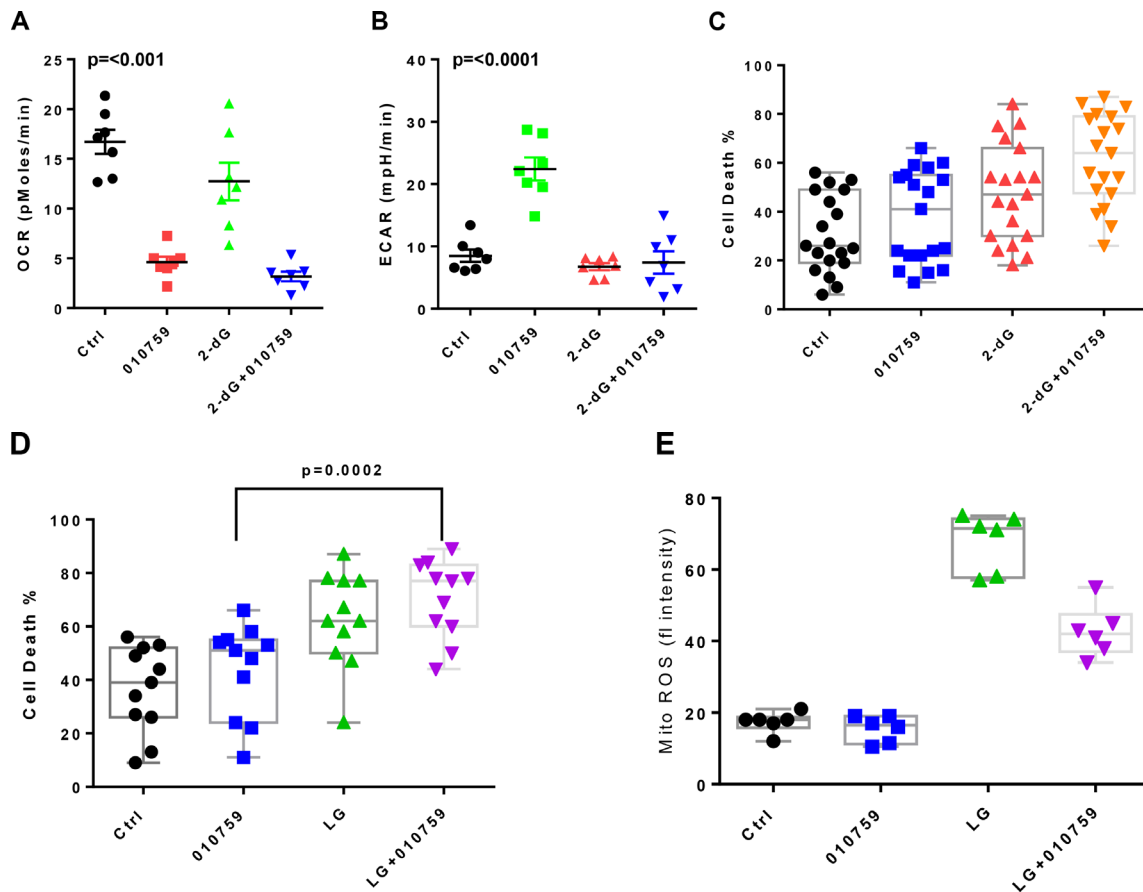 A
p=<0.001
OCR (pMoles/min)
25
20
15
10
5
0
Ctrl
010759
2-dG
2-dG+010759
B
p=<0.0001
ECAR (mpH/min)
40
30
20
10
0
Ctrl
010759
2-dG
2-dG+010759
C
Cell Death %
100
80
60
40
20
0
Ctrl
010759
2-dG
2-dG+010759
D
p=0.0002
Cell Death %
100
80
60
40
20
0
Ctrl
010759
LG
LG+010759
E
Mito ROS (fl intensity)
80
60
40
20
0
Ctrl
010759
LG
LG+010759